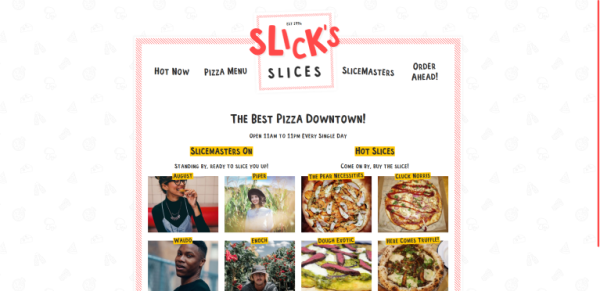 EST 1994
SLICK'S
SLICES
Hot Now
Pizza Menu
SliceMasters
Order
Ahead!
The Best Pizza Downtown!
Open 11am to 11pm Every Single Day
Slicemasters On
Standing by, ready to slice you up!
August
Piper
Waldo
Enoch
Hot Slices
Come on by, buy the slice!
The Pear Necessities
Cluck Norris
Dough Exotic
Here Comes Truffle!